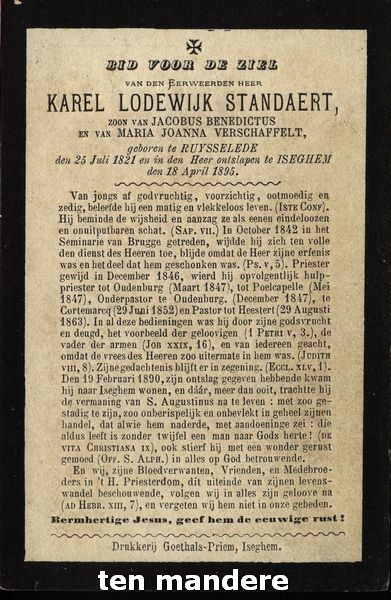 BID VOOR DE ZIEL
VAN DEN EERWEERDEN HEER
KAREL LODEWIJK STANDAERT,
ZOON VAN JACOBUS BENEDICTUS
EN VAN MARIA JOANNA VERSCHAFFELT,
geboren te RUYSSELEDE
den 25 Juli 1821 en in den Heer ontslapen te ISEGHEM
den 18 April 1895.
Van jongs af godvruchtig, voorzichtig, ootmoedig en
zedig, beleefde hij een matig en vlekkeloos leven. (ISTE CONF.)
Hij beminde de wijsheid en aanzag ze als eenen eindeloozen
en onuitputbaren schat. (SAP. VII.) In October 1842 in het
Seminarie van Brugge getreden, wijdde hij zich ten volle
den dienst des Heeren toe, blijde omdat de Heer zijne erfenis
was en het deel dat hem geschonken was. (Ps. v, 5). Priester
gewijd in December 1846, wierd hij opvolgentlijk hulp-
priester tot Oudenburg (Maart 1847), tot Poelcapelle (Mei
1847), Onderpastor te Oudenburg. (December 1847), te
Cortemarcq (29 Juni 1852) en Pastor tot Heestert (29 Augusti
1863). In al deze bedieningen was hij door zijne godsvrucht
en deugd, het voorbeeld der geloovigen (1 PETRI V, 3.), de
vader der armen (JOB XXIX, 16), en van iedereen geacht,
omdat de vrees des Heeren zoo uitermate in hem was. (JUDITH
VIII, 8). Zijne gedachtenis blijft er in zegening. (ECCL. XLV, 1).
Den 19 Februari 1890, zijn ontslag gegeven hebbende kwam
hij naar Iseghem wonen, en dáár, meer dan ooit, trachtte hij
de vermaning van S. Augustinus na te leven : met zoo ge-
stadig te zijn, zoo onberispelijk en onbevlekt in geheel zijnen
handel, dat alwie hem naderde, met aandoeninge zei : die
aldus leeft is zonder twijfel een man naar Gods herte ! (DE
VITA CHRISTIANA IX), ook stierf hij met een wonder gerust
gemoed (OFF. S. ALPH.) in alles op God betrouwende.
En wij, zijne Bloedverwanten, Vrienden, en Medebroe-
ders in 't H. Priesterdom, dit uiteinde van zijnen levens-
wandel beschouwende, volgen wij in alles zijn geloove na
(AD HEBR. XIII, 7), en vergeten wij hem niet in onze gebeden.
Bermhertige Jesus, geef hem de eeuwige rust !
Drukkerij Goethals-Priem, Iseghem.
ten mandere